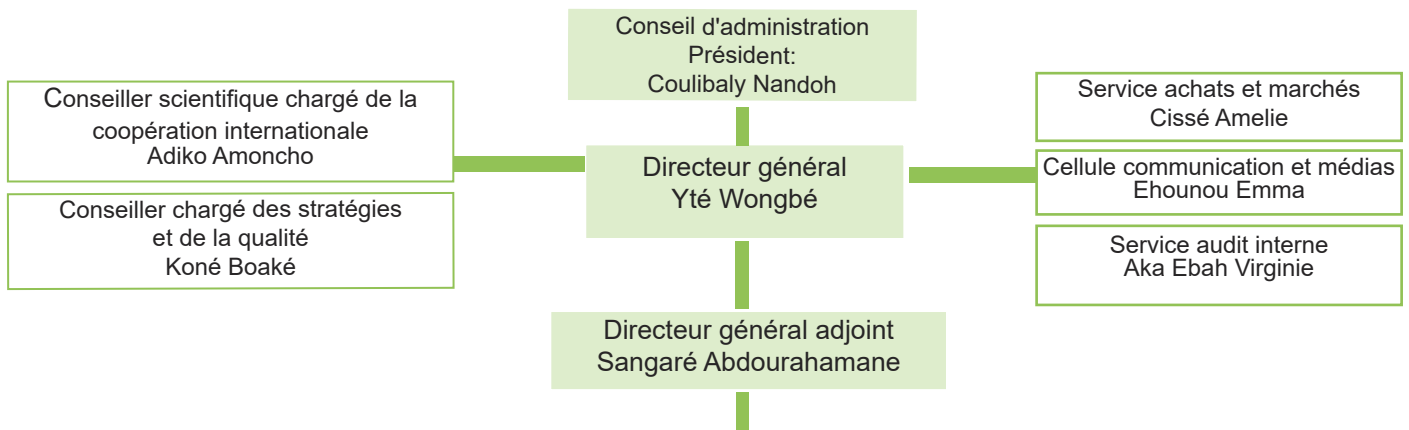 Conseil d'administration
Président:
Coulibaly Nandoh
Conseiller scientifique chargé de la
coopération internationale
Adiko Amoncho
Conseiller chargé des stratégies
et de la qualité
Koné Boaké
Directeur général
Yté Wongbé
Service achats et marchés
Cissé Amelie
Cellule communication et médias
Ehounou Emma
Service audit interne
Aka Ebah Virginie
Directeur général adjoint
Sangaré Abdourahamane